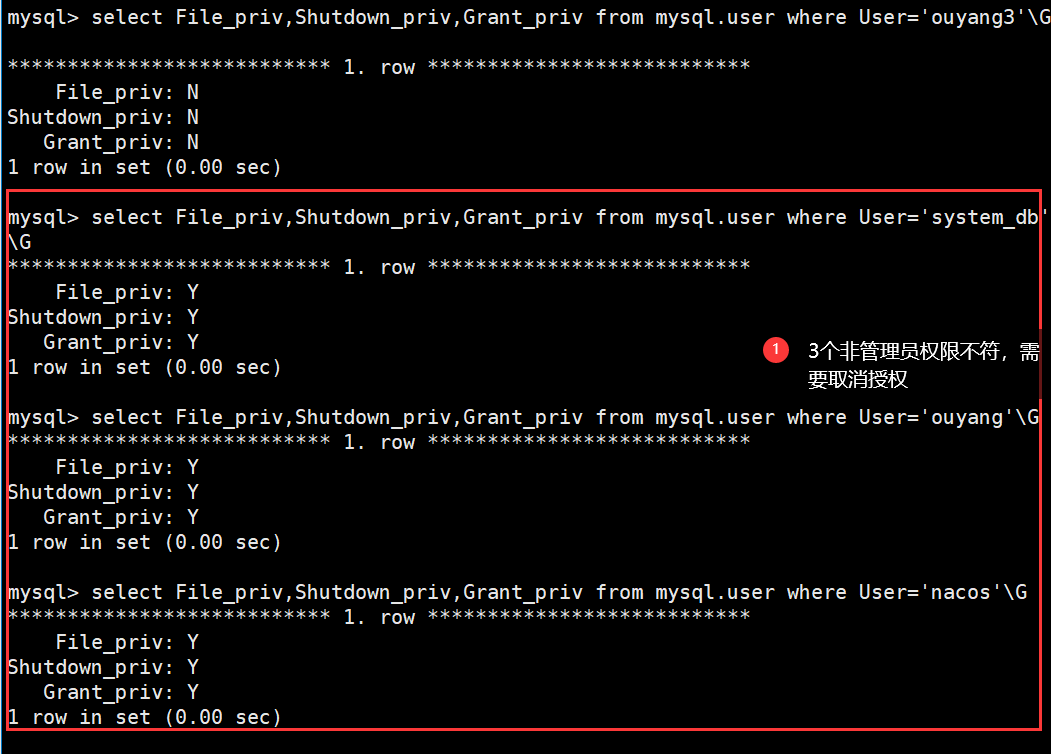 mysql> select File_priv,Shutdown_priv,Grant_priv from mysql.user where User='ouyang3'\G
*************************** 1. row ***************************
File_priv: N
Shutdown_priv: N
Grant_priv: N
1 row in set (0.00 sec)
mysql> select File_priv,Shutdown_priv,Grant_priv from mysql.user where User='system_db'
\G
*************************** 1. row ***************************
File_priv: Y
Shutdown_priv: Y
Grant_priv: Y
1 row in set (0.00 sec)
1 3个非管理员权限不符，需
要取消授权
mysql> select File_priv,Shutdown_priv,Grant_priv from mysql.user where User='ouyang'\G
*************************** 1. row ***************************
File_priv: Y
Shutdown_priv: Y
Grant_priv: Y
1 row in set (0.00 sec)
mysql> select File_priv,Shutdown_priv,Grant_priv from mysql.user where User='nacos'\G
*************************** 1. row ***************************
File_priv: Y
Shutdown_priv: Y
Grant_priv: Y
1 row in set (0.00 sec)